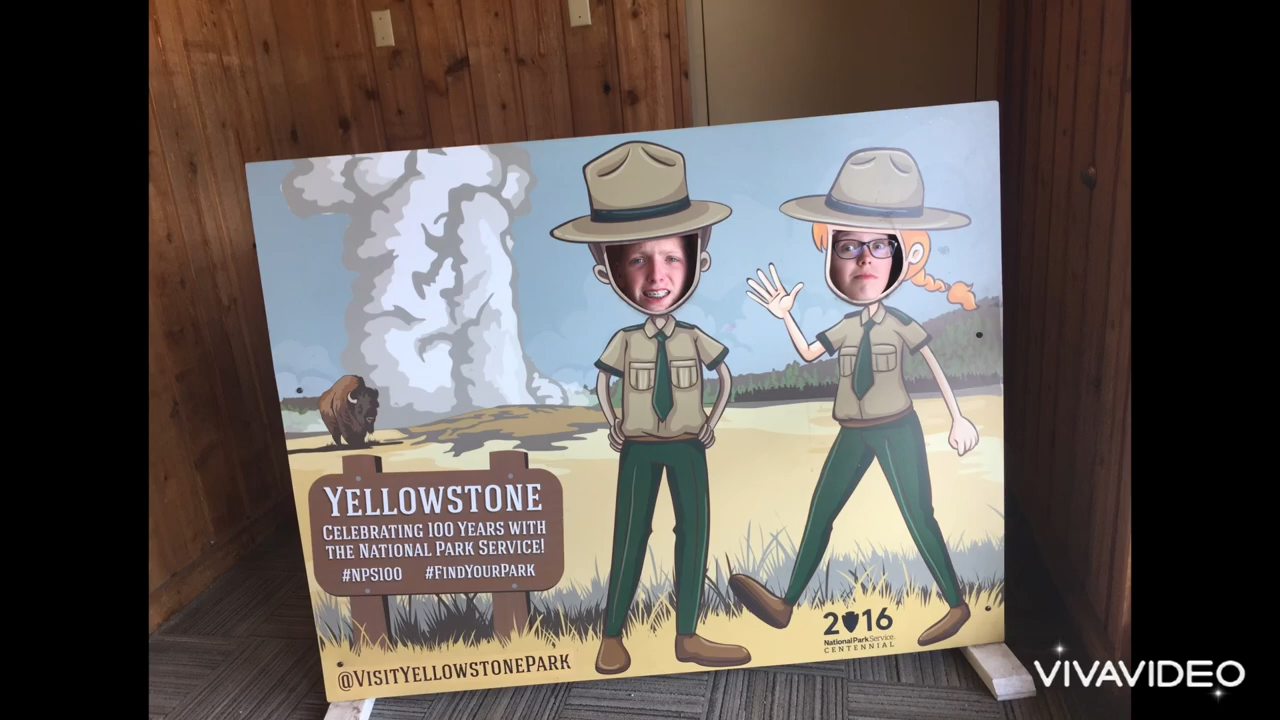 YELLOWSTONE
CELEBRATING 100 YEARS WITH
THE NATIONAL PARK SERVICE!
#NPS100 #FINDYOURPARK
2016
National Park Service
CENTENNIAL
@VISITYELLOWSTONEPARK
VIVAVIDEO